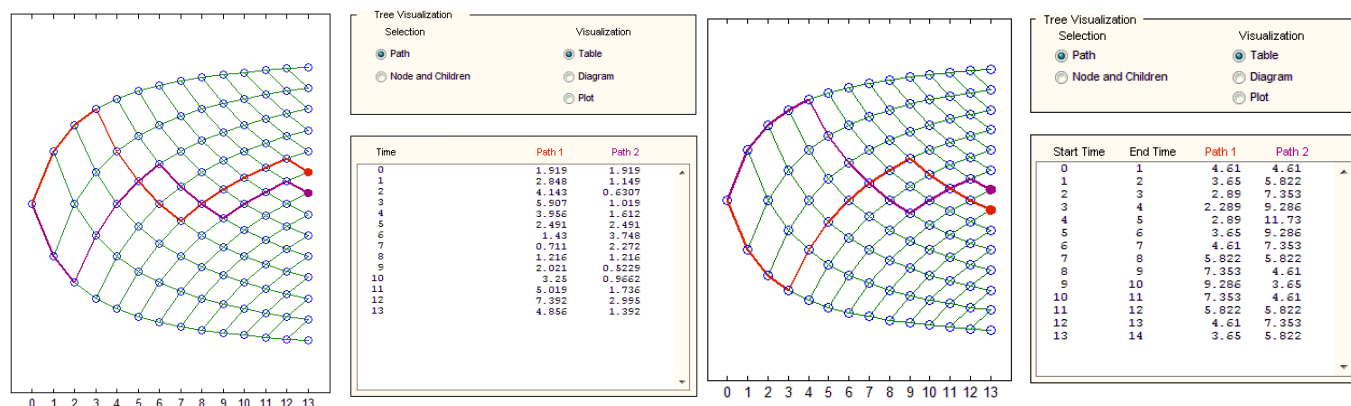 Tree Visualization
Selection Visualization
Path Table
Node and Children Diagram
Plot
Time Path 1 Path 2
0 1.919 1.919
1 2.848 1.149
2 4.143 0.6307
3 5.907 1.019
4 3.956 1.612
5 2.491 2.491
6 1.43 3.748
7 0.711 2.272
8 1.216 1.216
9 2.021 0.5229
10 3.25 0.9662
11 5.019 1.736
12 7.392 2.995
13 4.856 1.392
0 1 2 3 4 5 6 7 8 9 10 11 12 13
Tree Visualization
Selection Visualization
Path Table
Node and Children Diagram
Plot
Start Time End Time Path 1 Path 2
0 1 4.61 4.61
1 2 3.65 5.822
2 3 2.89 7.353
3 4 2.289 9.286
4 5 2.89 11.73
5 6 3.65 9.286
6 7 4.61 7.353
7 8 5.822 5.822
8 9 7.353 4.61
9 10 9.286 3.65
10 11 7.353 4.61
11 12 5.822 5.822
12 13 4.61 7.353
13 14 3.65 5.822
0 1 2 3 4 5 6 7 8 9 10 11 12 13